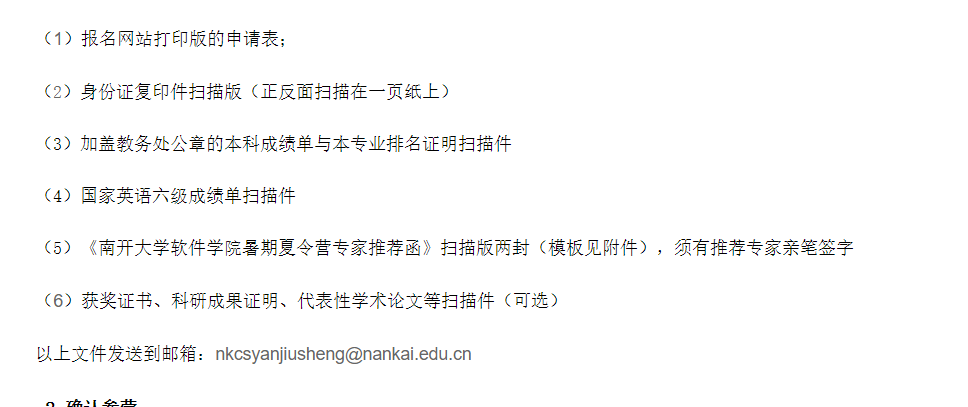 （1）报名网站打印版的申请表；
（2）身份证复印件扫描版（正反面扫描在一页纸上）
（3）加盖教务处公章的本科成绩单与本专业排名证明扫描件
（4）国家英语六级成绩单扫描件
（5）《南开大学软件学院暑期夏令营专家推荐函》扫描版两封（模板见附件），须有推荐专家亲笔签字
（6）获奖证书、科研成果证明、代表性学术论文等扫描件（可选）
以上文件发送到邮�：nkcsyanjiusheng@nankai.edu.cn
2. 确认参营